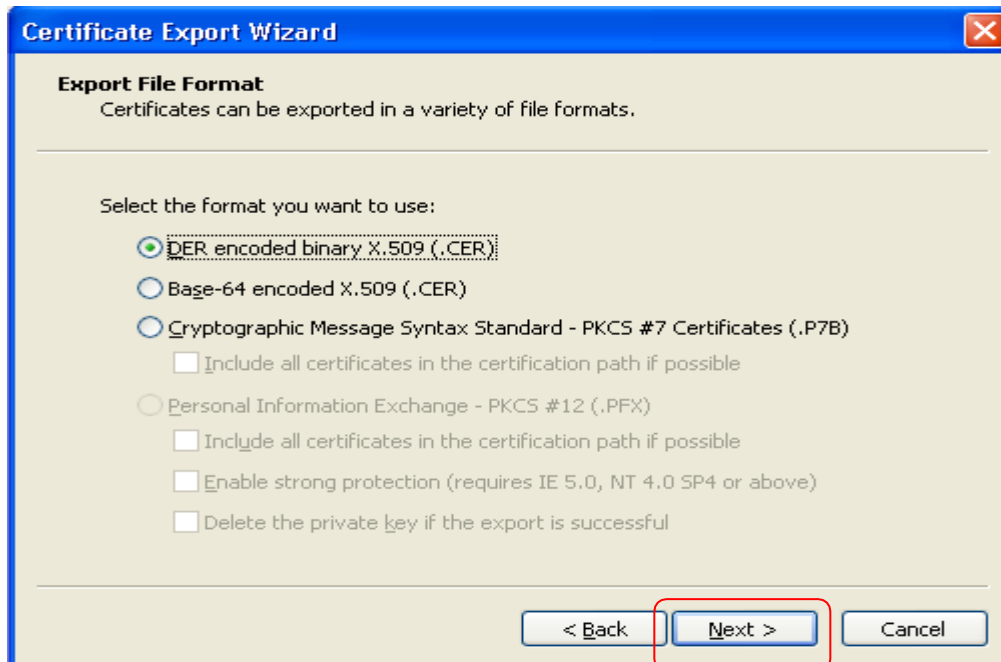 Certificate Export Wizard
Export File Format
Certificates can be exported in a variety of file formats.
Select the format you want to use:
DER encoded binary X.509 (.CER)
Base-64 encoded X.509 (.CER)
Cryptographic Message Syntax Standard - PKCS #7 Certificates (.P7B)
Include all certificates in the certification path if possible
Personal Information Exchange - PKCS #12 (.PFX)
Include all certificates in the certification path if possible
Enable strong protection (requires IE 5.0, NT 4.0 SP4 or above)
Delete the private key if the export is successful
< Back Next > Cancel